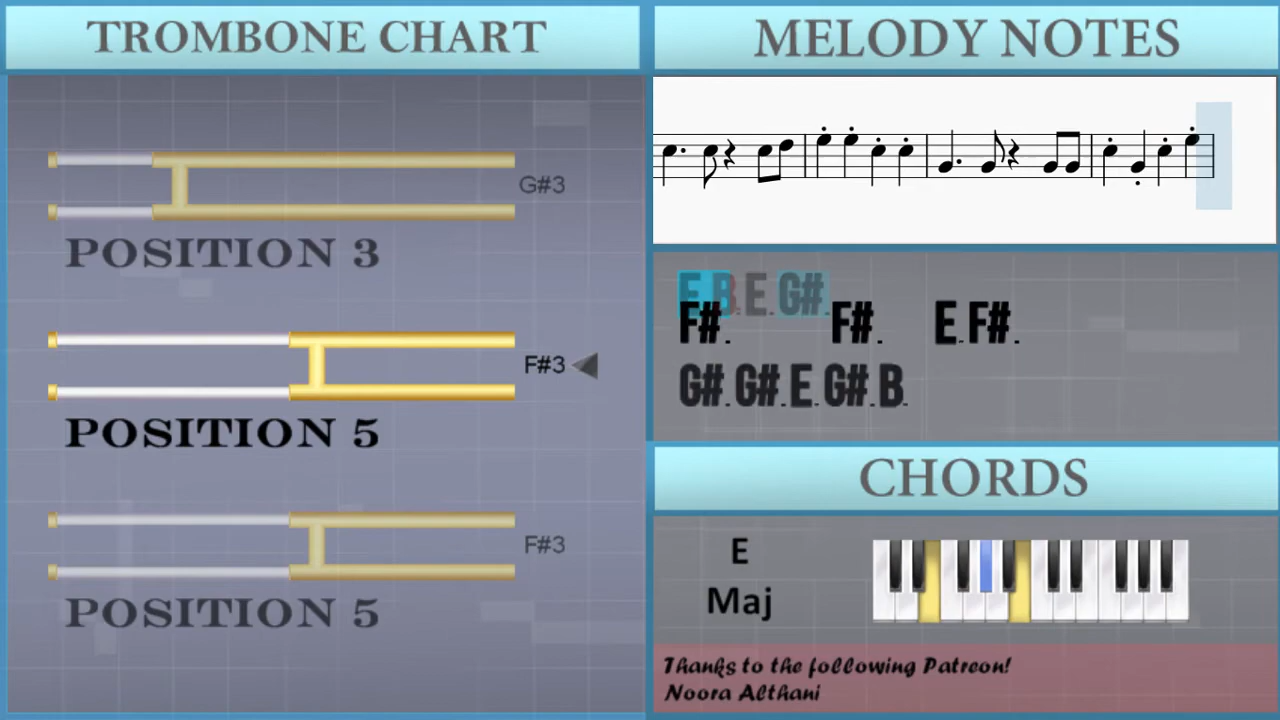 TROMBONE CHART
G#3
POSITION 3
F#3
POSITION 5
F#3
POSITION 5
MELODY NOTES
E. B. E. G#.
F#. F#. E. F#.
G#. G#. E. G#. B.
CHORDS
E
Maj
Thanks to the following Patreon!
Noora Althani